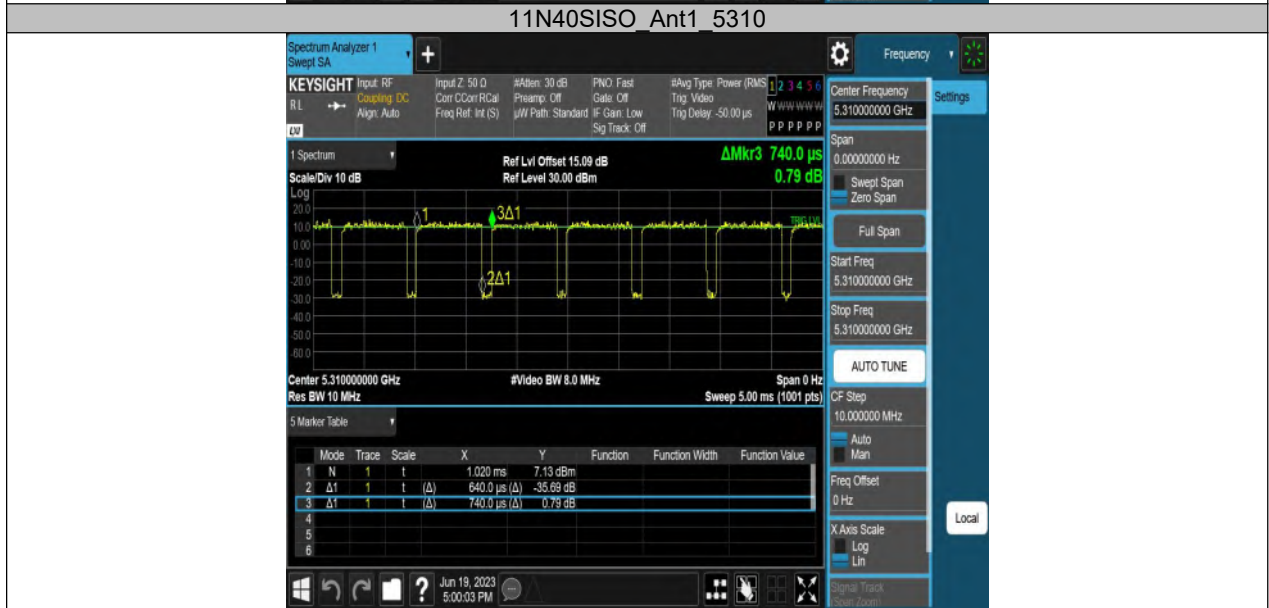 11N40SISO_Ant1_5310
Spectrum Analyzer 1
Swept SA
Frequency
KEYSIGHT Input: RF Input Z: 50 Ω #Atten: 30 dB PNO: Fast #Avg Type: Power (RMS 1 2 3 4 5 6
RL Coupling: DC Corr CCorr RCal Preamp: Off Gate: Off Trig: Video W W W W W W
Align: Auto Freq Ref: Int (S) µW Path: Standard IF Gain: Low Trig Delay: -50.00 µs
Sig Track: Off P P P P P P
LXI
Center Frequency
5.310000000 GHz
Settings
Span
0.00000000 Hz
Swept Span
Zero Span
Full Span
Start Freq
5.310000000 GHz
Stop Freq
5.310000000 GHz
AUTO TUNE
CF Step
10.000000 MHz
Auto
Man
Freq Offset
0 Hz
X Axis Scale
Log
Lin
Signal Track
(Span Zoom)
Local
1 Spectrum
Ref Lvl Offset 15.09 dB
ΔMkr3 740.0 µs
Scale/Div 10 dB
Ref Level 30.00 dBm
0.79 dB
Log
20.0
10.0
0.00
-10.0
-20.0
-30.0
-40.0
-50.0
-60.0
1
3Δ1
2Δ1
TRIG LVL
Center 5.310000000 GHz #Video BW 8.0 MHz Span 0 Hz
Res BW 10 MHz Sweep 5.00 ms (1001 pts)
5 Marker Table
Mode Trace Scale X Y Function Function Width Function Value
1 N 1 t 1.020 ms 7.13 dBm
2 Δ1 1 t (Δ) 640.0 µs (Δ) -35.69 dB
3 Δ1 1 t (Δ) 740.0 µs (Δ) 0.79 dB
4
5
6
?
Jun 19, 2023
5:00:03 PM